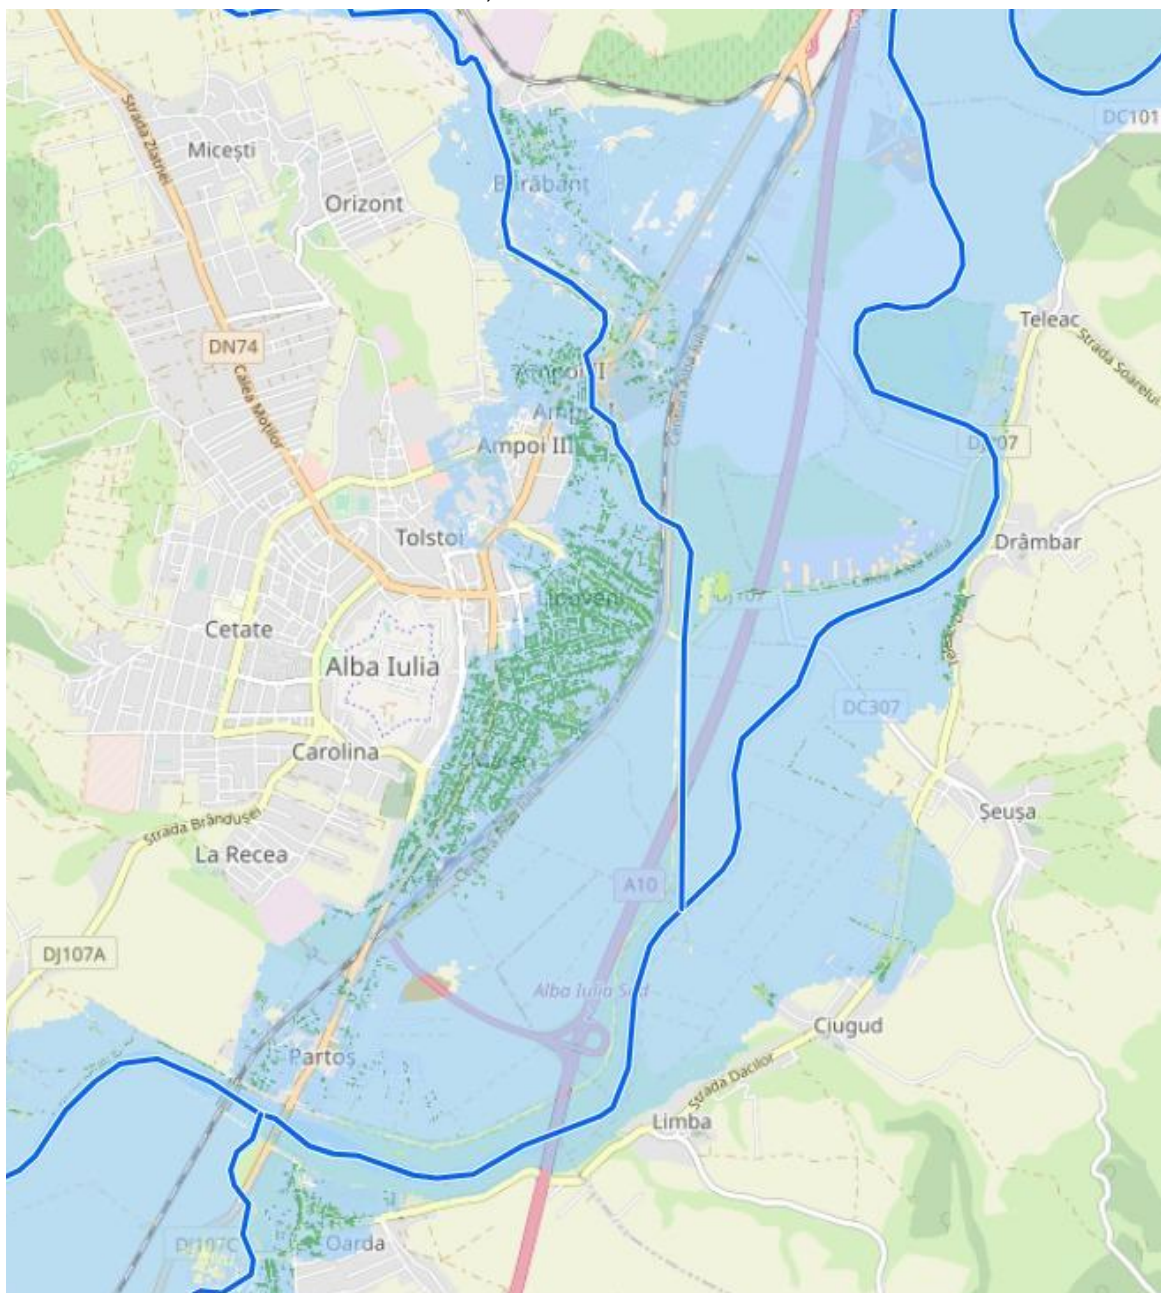 DC101
Strada Zlatnei
Micești
Bărăbanț
Orizont
Teleac
Strada Soarelui
DN74
Calea Moților
Ampoi II
Ampoi III
DJ107
Tolstoi
Drâmbar
Cetate
Alba Iulia
DC307
Carolina
Șeușa
Strada Brândușei
La Recea
A10
DJ107A
Alba Iulia Sud
Ciugud
Partoș
Strada Dacilor
Limba
DJ107C
Oarda